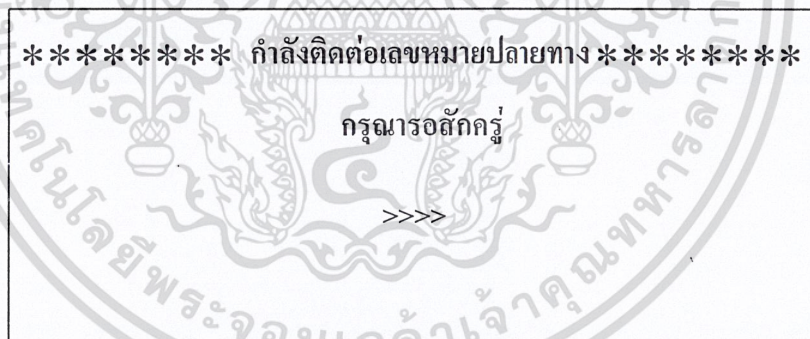 ******** กำลังติดต่อเลขหมายปลายทาง ********
กรุณารอสักครู่
>>>>